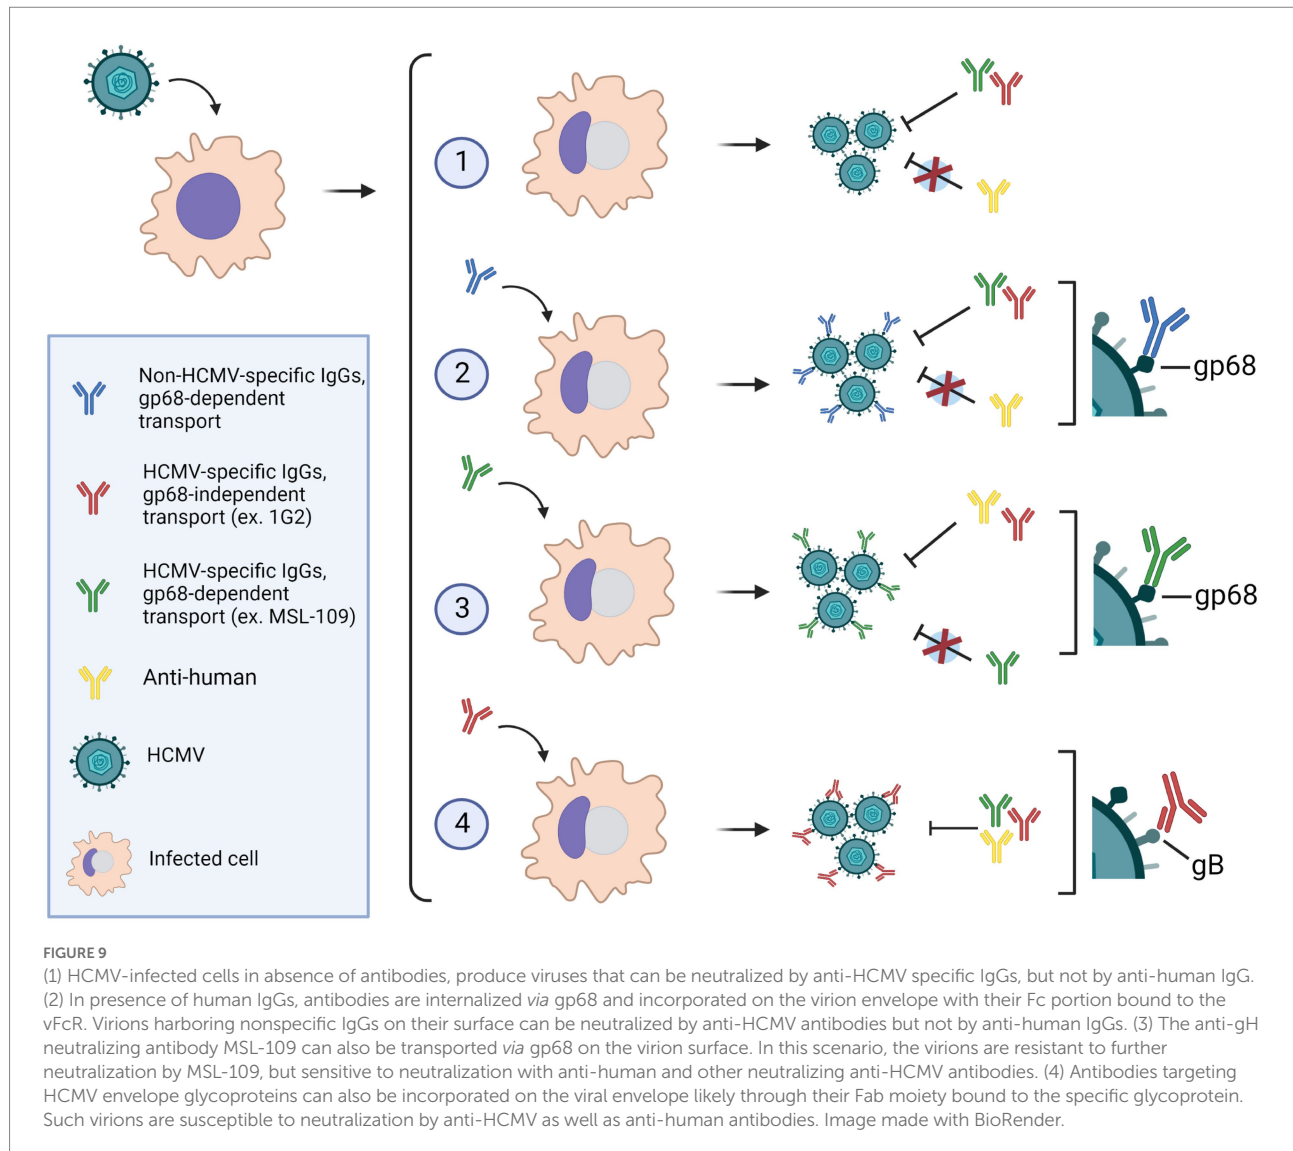 1
2
gp68
3
gp68
4
gB
Non-HCMV-specific IgGs,
gp68-dependent
transport
HCMV-specific IgGs,
gp68-independent
transport (ex. 1G2)
HCMV-specific IgGs,
gp68-dependent
transport (ex. MSL-109)
Anti-human
HCMV
Infected cell
FIGURE 9
(1) HCMV-infected cells in absence of antibodies, produce viruses that can be neutralized by anti-HCMV specific IgGs, but not by anti-human IgG.
(2) In presence of human IgGs, antibodies are internalized via gp68 and incorporated on the virion envelope with their Fc portion bound to the
vFcR. Virions harboring nonspecific IgGs on their surface can be neutralized by anti-HCMV antibodies but not by anti-human IgGs. (3) The anti-gH
neutralizing antibody MSL-109 can also be transported via gp68 on the virion surface. In this scenario, the virions are resistant to further
neutralization by MSL-109, but sensitive to neutralization with anti-human and other neutralizing anti-HCMV antibodies. (4) Antibodies targeting
HCMV envelope glycoproteins can also be incorporated on the viral envelope likely through their Fab moiety bound to the specific glycoprotein.
Such virions are susceptible to neutralization by anti-HCMV as well as anti-human antibodies. Image made with BioRender.